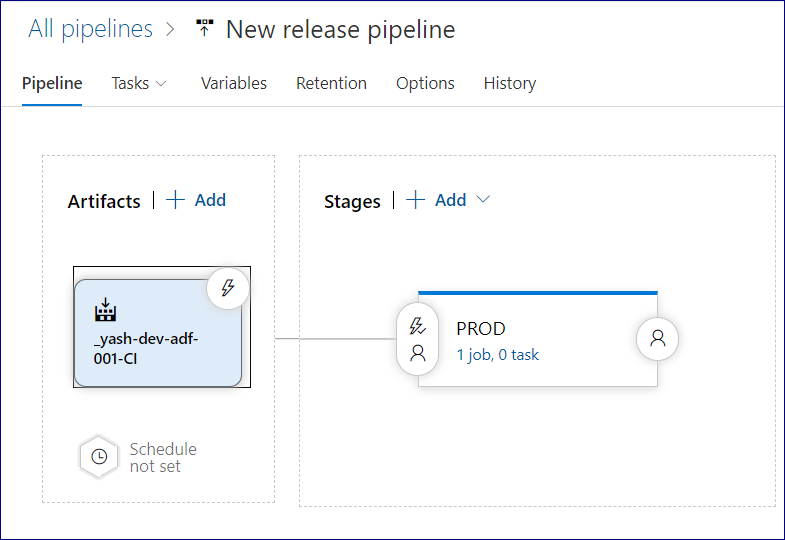 All pipelines > New release pipeline
Pipeline Tasks Variables Retention Options History
Artifacts | + Add
Stages | + Add
_yash-dev-adf-
001-CI
PROD
1 job, 0 task
Schedule
not set